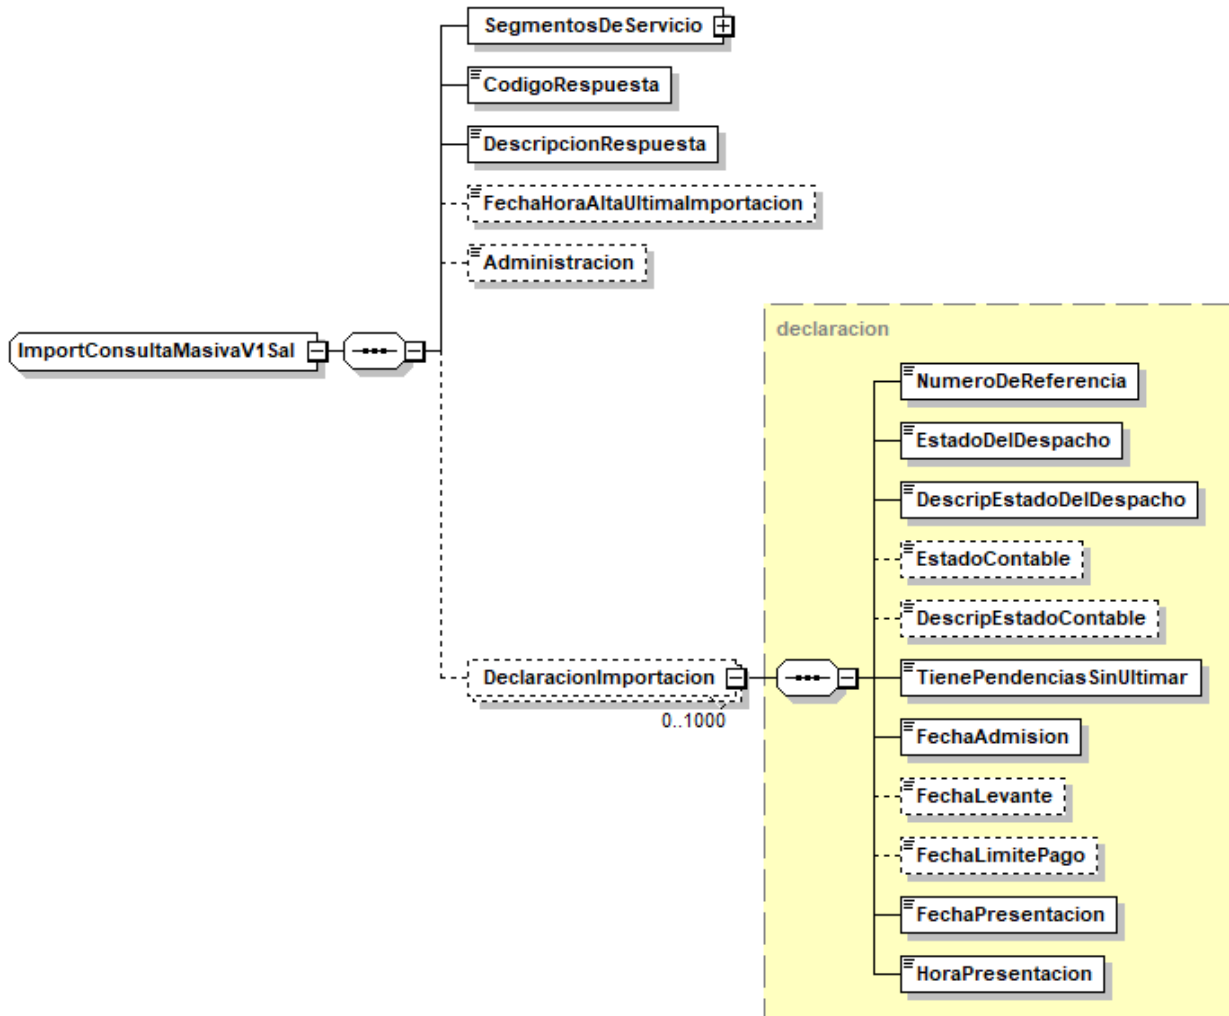 SegmentosDeServicio
CodigoRespuesta
DescripcionRespuesta
FechaHoraAltaUltimaImportacion
Administracion
ImportConsultaMasivaV1Sal
DeclaracionImportacion
0..1000
declaracion
NumeroDeReferencia
EstadoDelDespacho
DescripEstadoDelDespacho
EstadoContable
DescripEstadoContable
TienePendenciasSinUltimar
FechaAdmision
FechaLevante
FechaLimitePago
FechaPresentacion
HoraPresentacion